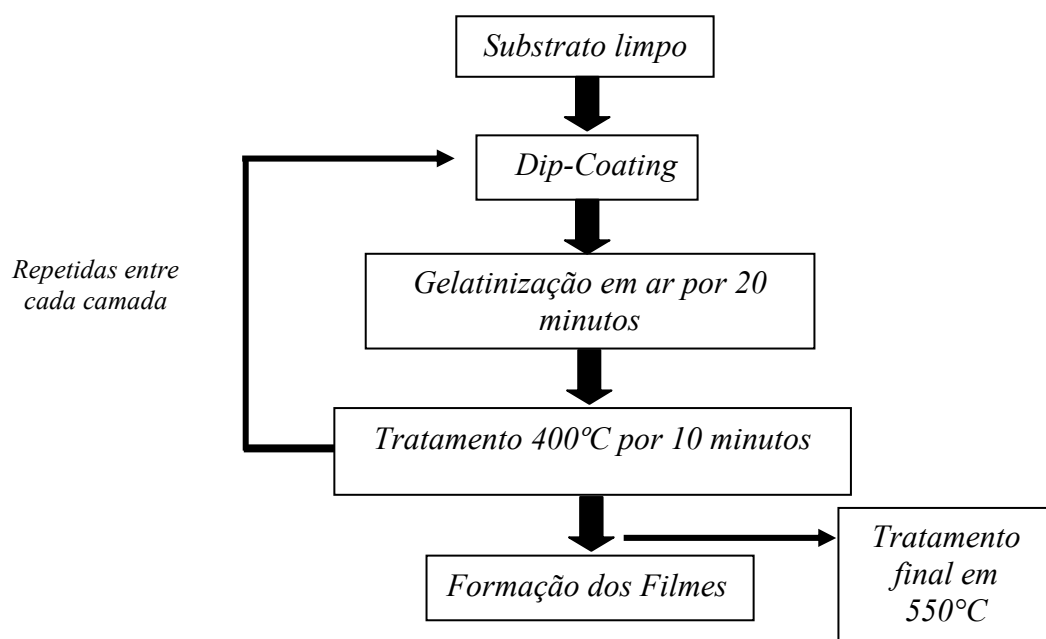 Substrato limpo
Dip-Coating
Repetidas entre
cada camada
Gelatinização em ar por 20
minutos
Tratamento 400ºC por 10 minutos
Formação dos Filmes
Tratamento
final em
550°C